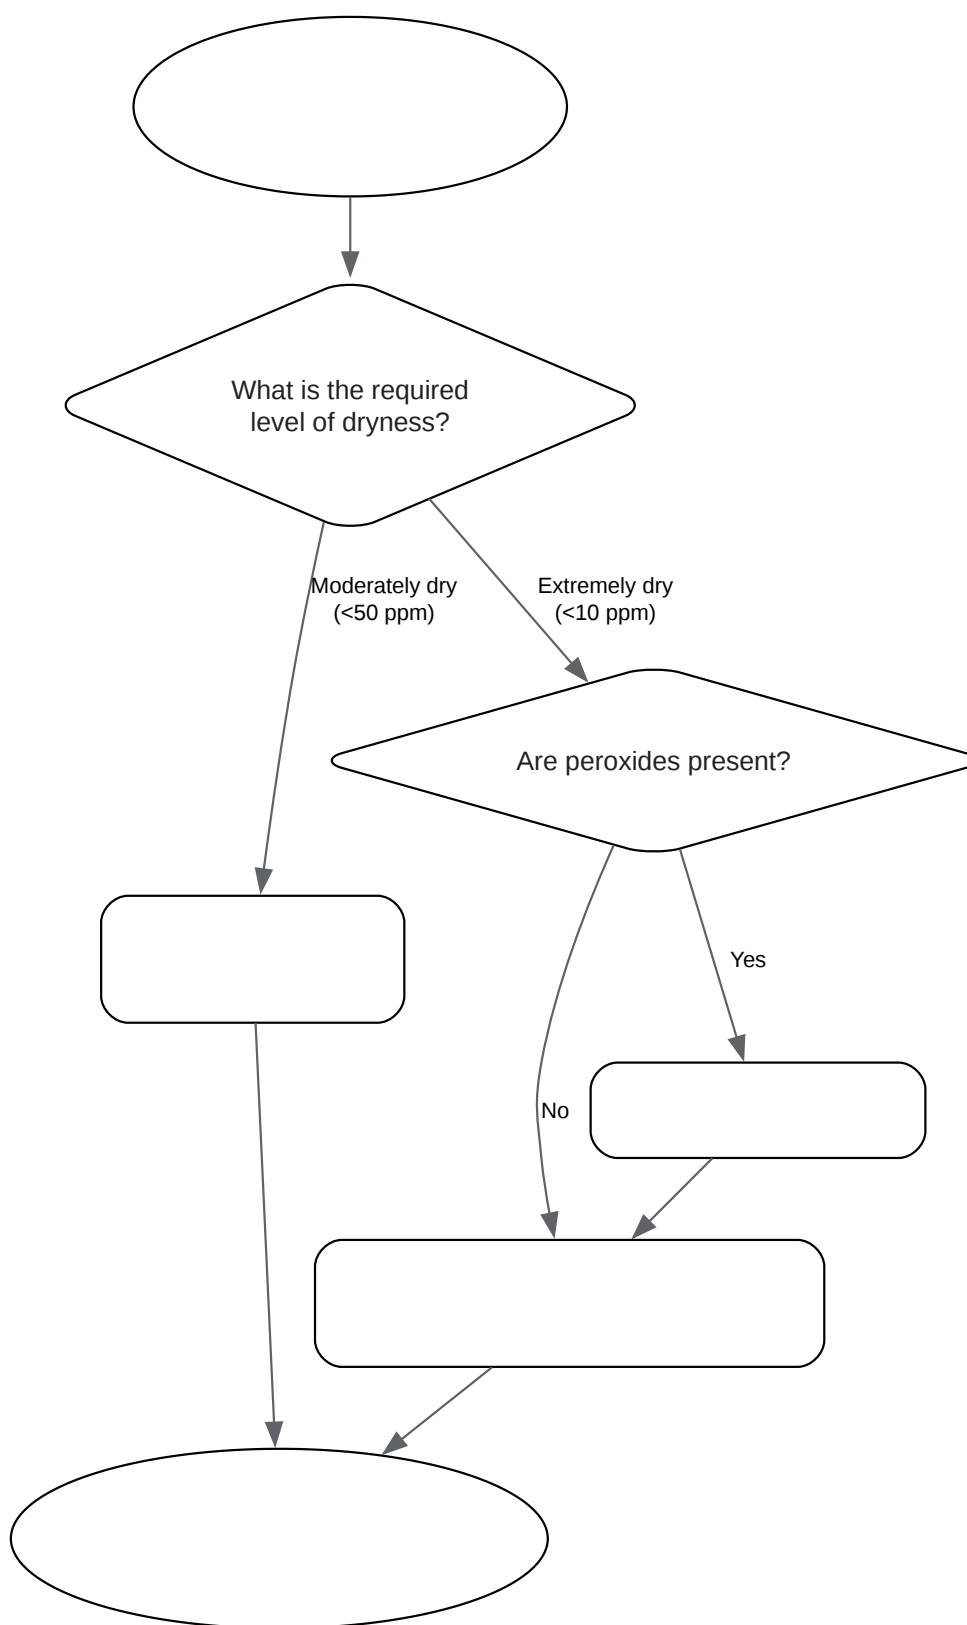 What is the required
level of dryness?
Moderately dry
(<50 ppm)
Extremely dry
(<10 ppm)
Are peroxides present?
Yes
No